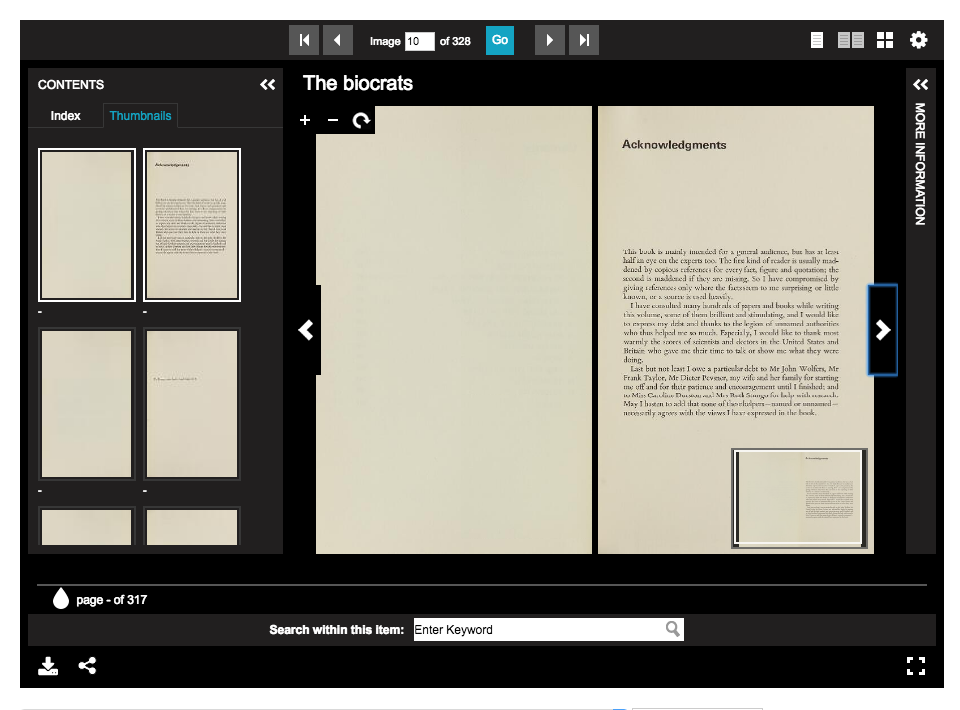 Image 10 of 328 Go
CONTENTS
Index Thumbnails
-
-
-
-
The biocrats
Acknowledgments
This book is mainly intended for a general audience, but has at least
half an eye on the experts too. The first kind of reader is usually mad-
dened by copious references for every fact, figure and quotation; the
second is maddened if they are missing. So I have compromised by
giving references only where the facts seem to me surprising or little
known, or a source is used heavily.
I have consulted many hundreds of papers and books while writing
this volume, some of them brilliant and stimulating, and I would like
to express my debt and thanks to the legion of unnamed authorities
who thus helped me so much. Especially, I would like to thank most
warmly the scores of scientists and doctors in the United States and
Britain who gave me their time to talk or show me what they were
doing.
Last but not least I owe a particular debt to Mr John Wolfers, Mr
Frank Taylor, Mr Dieter Pevsner, my wife and her family for starting
me off and for their patience and encouragement until I finished; and
to Miss Caroline and Mrs Ruth for help with research.
May I hasten to add that none of the helpers – named or unnamed –
necessarily agrees with the views I have expressed in the book.
MORE INFORMATION
page - of 317
Search within this item: Enter Keyword